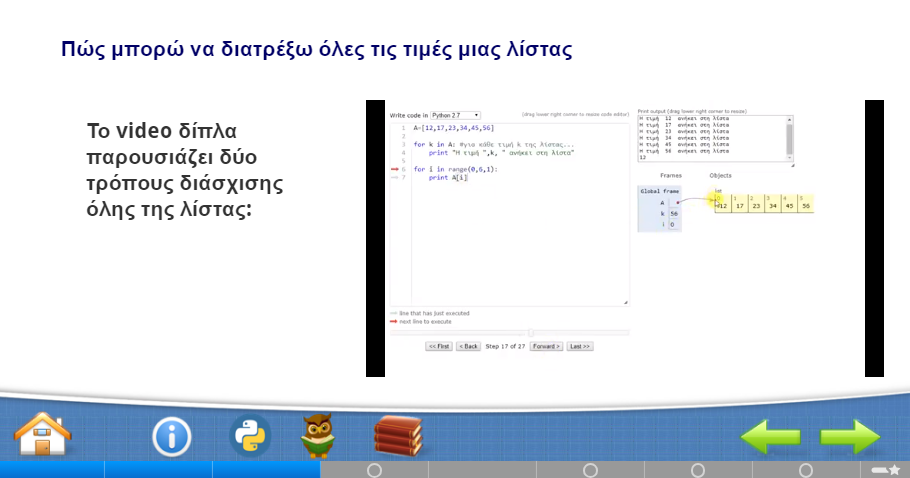 Πώς μπορώ να διατρέξω όλες τις τιμές μιας λίστας
Το video δίπλα
παρουσιάζει δύο
τρόπους διάσχισης
όλης της λίστας:
Write code in Python 2.7
(drag lower right corner to resize code editor)
1 A=[12,17,23,34,45,56]
2
3 for k in A: #για κάθε τιμή k της λίστας...
4 print "Η τιμή ",k, " ανήκει στη λίστα"
5
6 for i in range(0,6,1):
7 print A[i]
line that has just executed
next line to execute
<< First < Back Step 17 of 27 Forward > Last >>
Print output (drag lower right corner to resize)
Η τιμή 12 ανήκει στη λίστα
Η τιμή 17 ανήκει στη λίστα
Η τιμή 23 ανήκει στη λίστα
Η τιμή 34 ανήκει στη λίστα
Η τιμή 45 ανήκει στη λίστα
Η τιμή 56 ανήκει στη λίστα
12
Frames Objects
Global frame
A
k 56
i 0
list
0 1 2 3 4 5
12 17 23 34 45 56